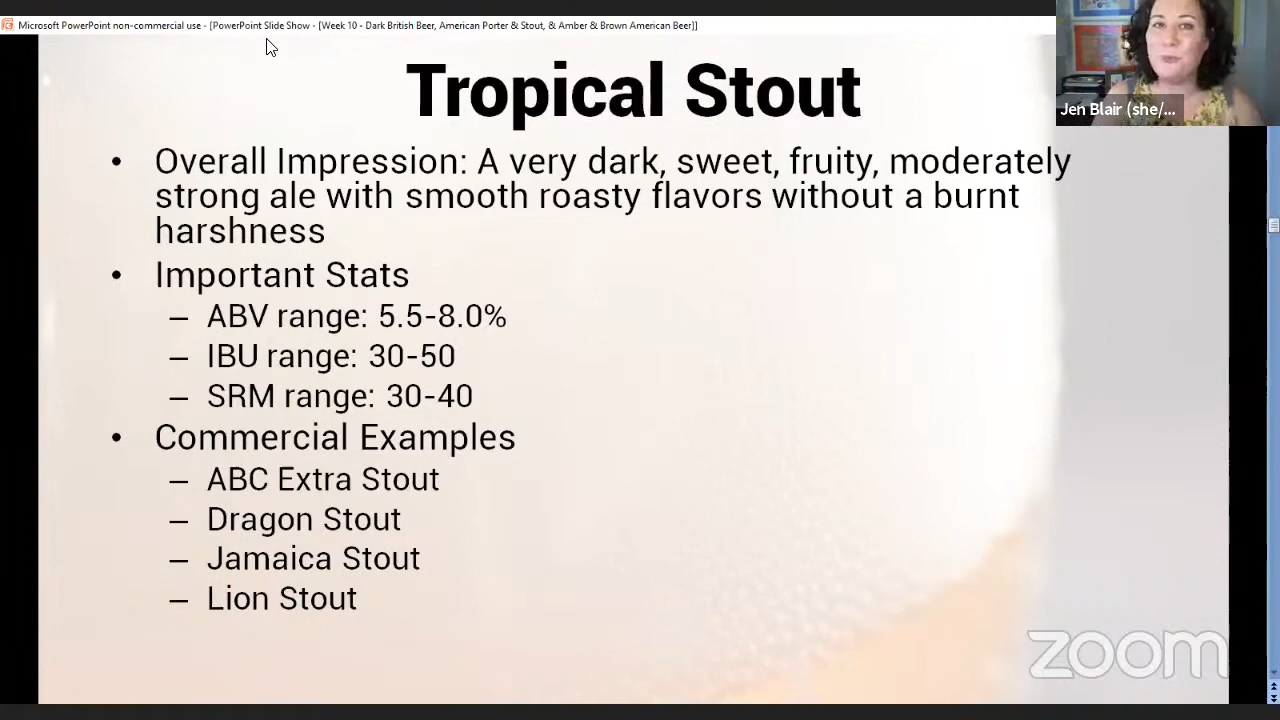 Microsoft PowerPoint non-commercial use - [PowerPoint Slide Show - [Week 10 - Dark British Beer, American Porter & Stout, & Amber & Brown American Beer]]
Jen Blair (she/...
Tropical Stout
• Overall Impression: A very dark, sweet, fruity, moderately
strong ale with smooth roasty flavors without a burnt
harshness
• Important Stats
– ABV range: 5.5-8.0%
– IBU range: 30-50
– SRM range: 30-40
• Commercial Examples
– ABC Extra Stout
– Dragon Stout
– Jamaica Stout
– Lion Stout
zoom